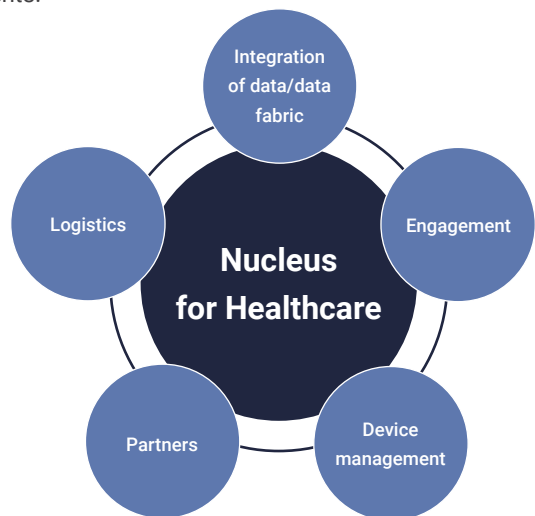 Integration
of data/data
fabric
Logistics
Engagement
Nucleus
for Healthcare
Partners
Device
management